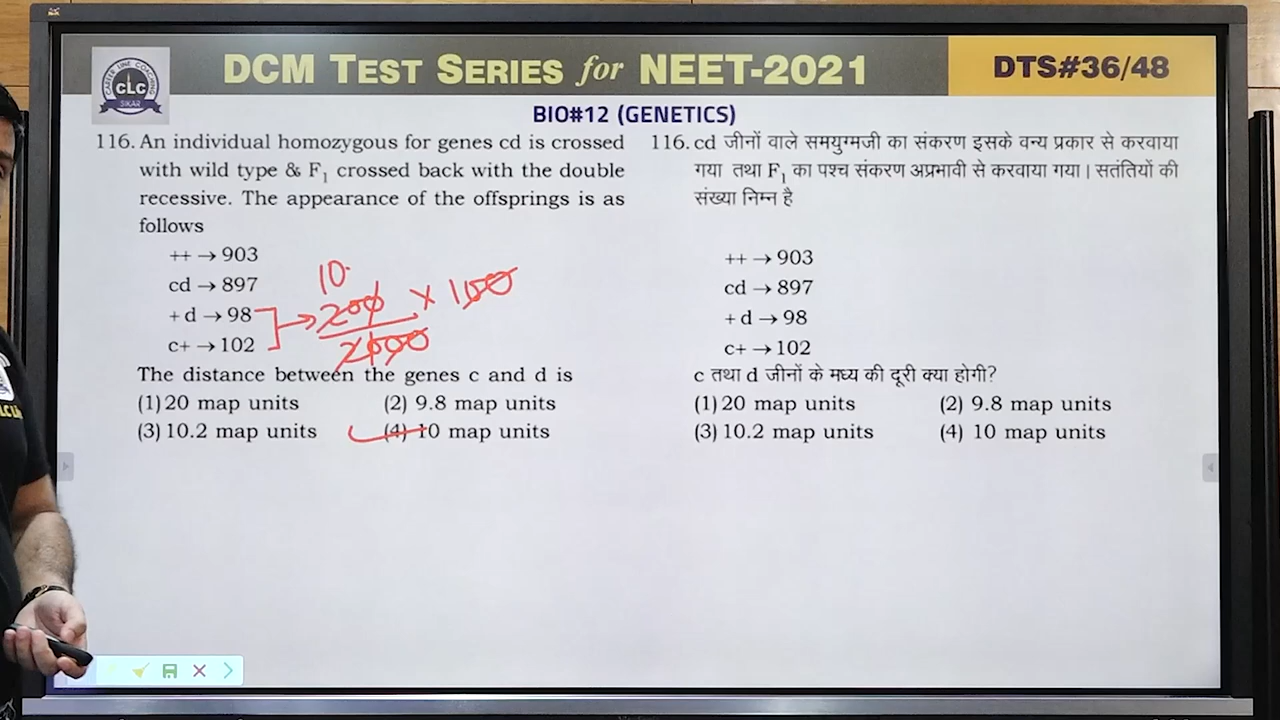 CAREER LINE COACHING
CLC
SIKAR
DCM TEST SERIES for NEET-2021
DTS#36/48
BIO#12 (GENETICS)
116. An individual homozygous for genes cd is crossed
with wild type & F1 crossed back with the double
recessive. The appearance of the offsprings is as
follows
++ → 903
cd → 897
+d → 98
c+ → 102
10
200 × 100
2000
The distance between the genes c and d is
(1) 20 map units (2) 9.8 map units
(3) 10.2 map units (4) 10 map units
116. cd जीनों वाले समयुग्मजी का संकरण इसके वन्य प्रकार से करवाया
गया तथा F1 का पश्च संकरण अप्रभावी से करवाया गया। सततियों की
संख्या निम्न है
++ → 903
cd → 897
+d → 98
c+ → 102
c तथा d जीनों के मध्य की दूरी क्या होगी?
(1) 20 map units (2) 9.8 map units
(3) 10.2 map units (4) 10 map units